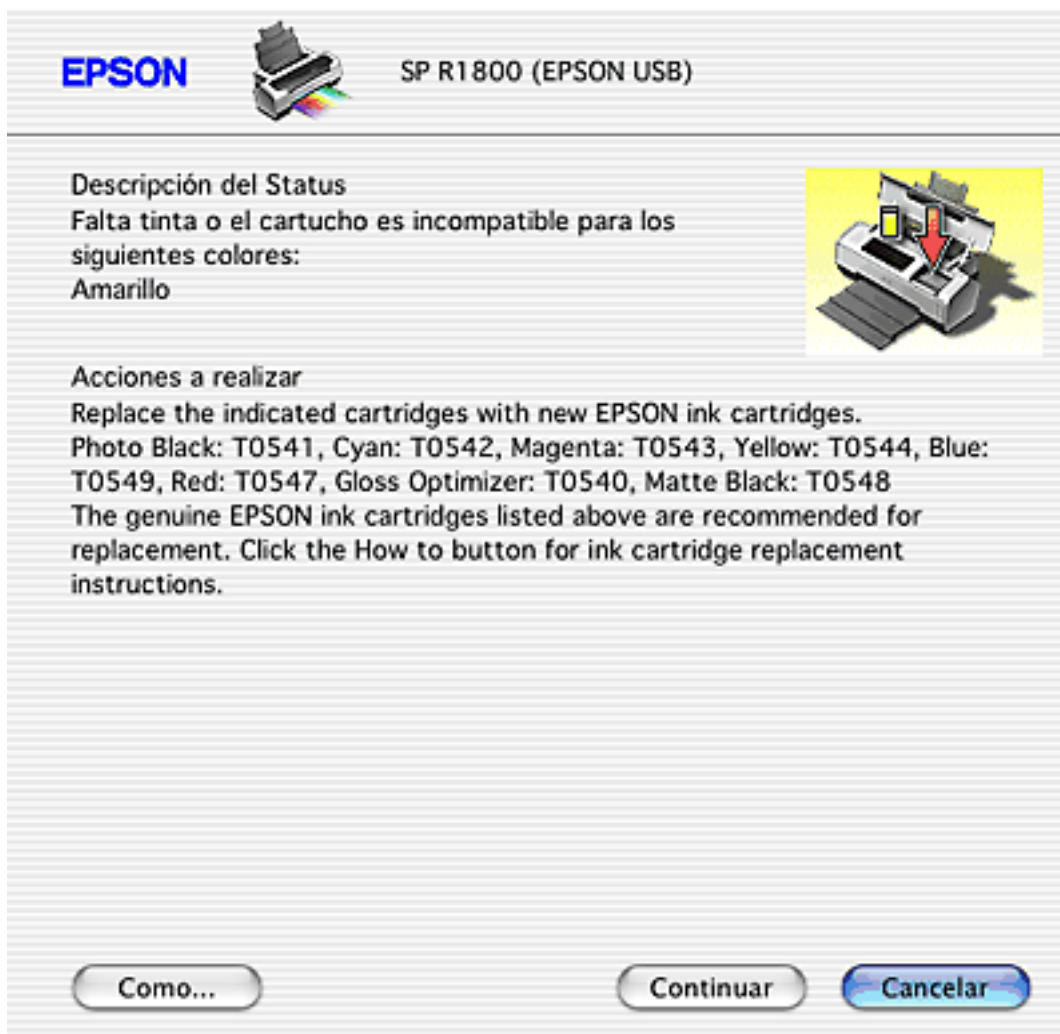 EPSON
SP R1800 (EPSON USB)
Descripción del Status
Falta tinta o el cartucho es incompatible para los
siguientes colores:
Amarillo
Acciones a realizar
Replace the indicated cartridges with new EPSON ink cartridges.
Photo Black: T0541, Cyan: T0542, Magenta: T0543, Yellow: T0544, Blue:
T0549, Red: T0547, Gloss Optimizer: T0540, Matte Black: T0548
The genuine EPSON ink cartridges listed above are recommended for
replacement. Click the How to button for ink cartridge replacement
instructions.
Como...
Continuar
Cancelar